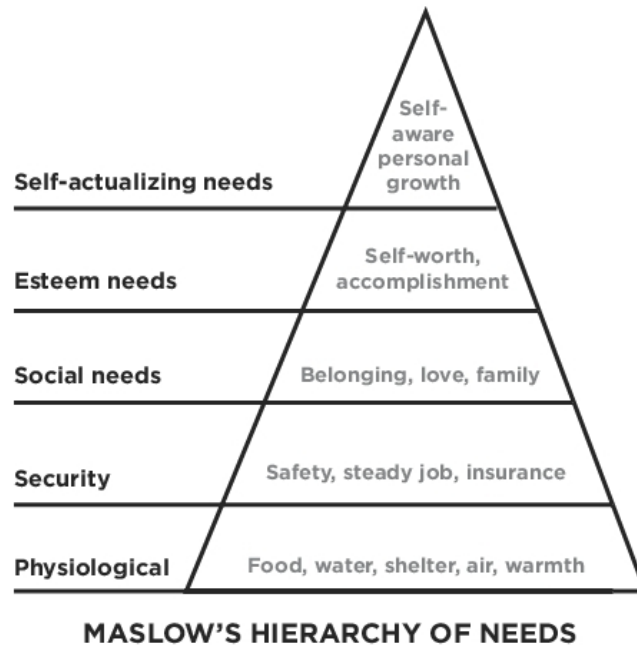 Self-
aware
personal
growth
Self-actualizing needs
Self-worth,
accomplishment
Esteem needs
Social needs
Belonging, love, family
Security
Safety, steady job, insurance
Physiological
Food, water, shelter, air, warmth
MASLOW'S HIERARCHY OF NEEDS